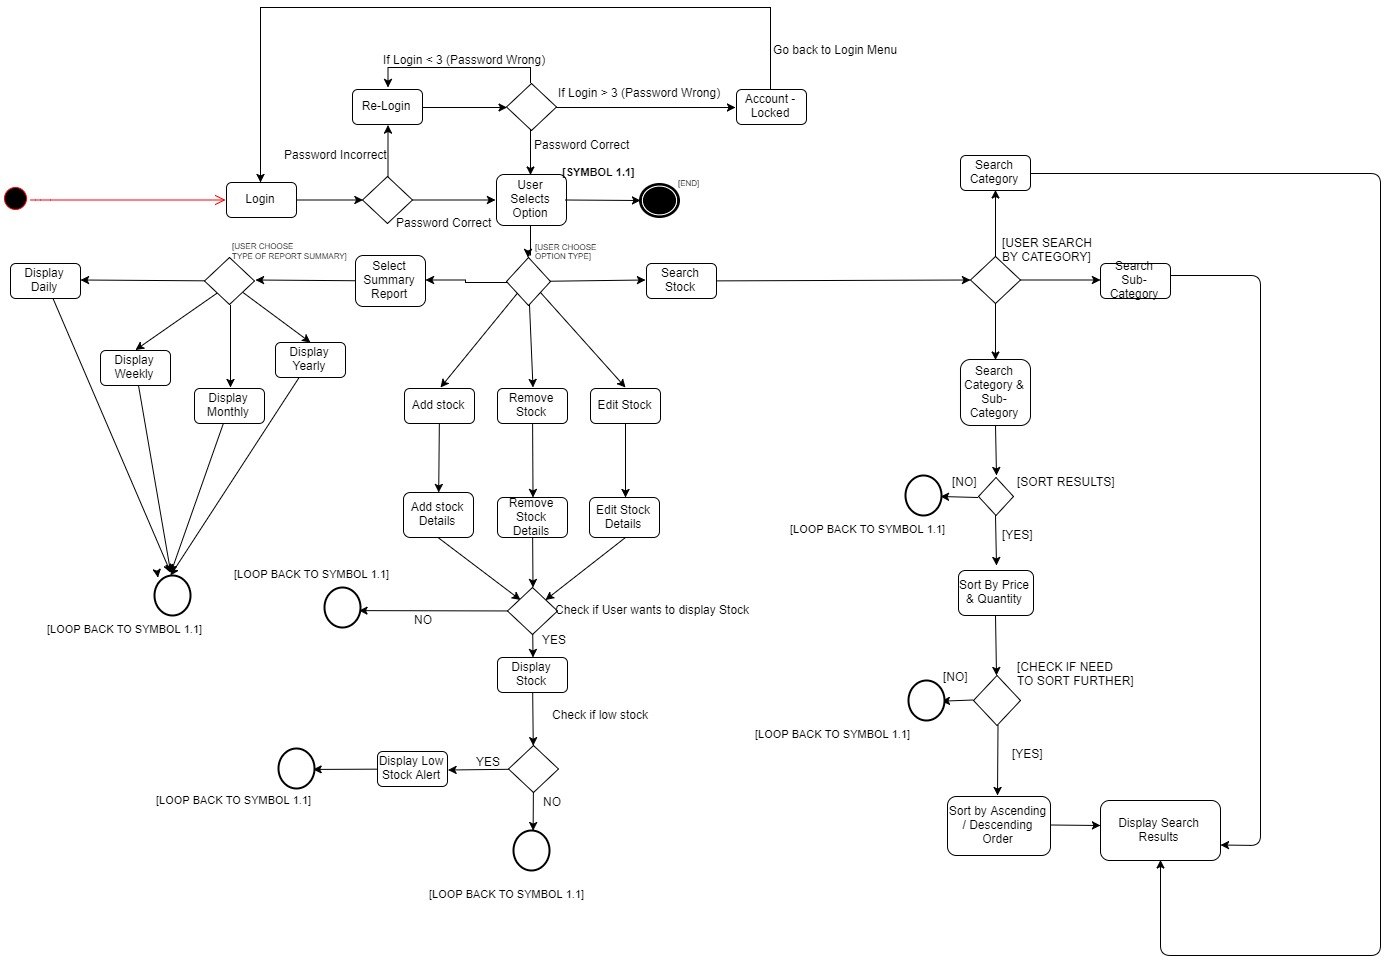 Go back to Login Menu
If Login < 3 (Password Wrong)
If Login > 3 (Password Wrong)
Re-Login
Account -
Locked
Password Incorrect
Password Correct
[SYMBOL 1.1]
Login
User
Selects
Option
[END]
Password Correct
Search
Category
[USER CHOOSE
TYPE OF REPORT SUMMARY]
[USER CHOOSE
OPTION TYPE]
[USER SEARCH
BY CATEGORY]
Display
Daily
Select
Summary
Report
Search
Stock
Search
Sub-
Category
Display
Weekly
Display
Yearly
Display
Monthly
Add stock
Remove
Stock
Edit Stock
Search
Category &
Sub-
Category
[NO]
[SORT RESULTS]
[LOOP BACK TO SYMBOL 1.1]
[YES]
Add stock
Details
Remove
Stock
Details
Edit Stock
Details
[LOOP BACK TO SYMBOL 1.1]
Sort By Price
& Quantity
[LOOP BACK TO SYMBOL 1.1]
NO
Check if User wants to display Stock
YES
Display
Stock
[NO]
[CHECK IF NEED
TO SORT FURTHER]
[LOOP BACK TO SYMBOL 1.1]
[YES]
Check if low stock
YES
Display Low
Stock Alert
[LOOP BACK TO SYMBOL 1.1]
NO
Sort by Ascending
/ Descending
Order
Display Search
Results
[LOOP BACK TO SYMBOL 1.1]